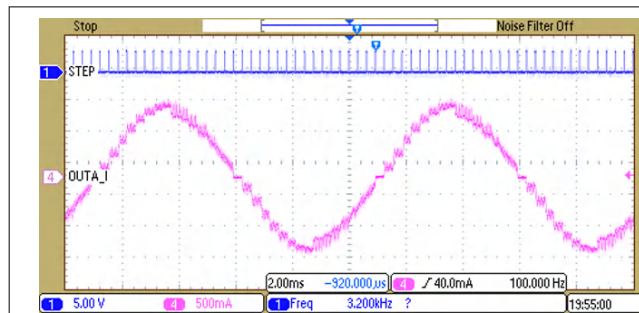 Stop Noise Filter Off
T
1 STEP
4 OUTA_I
2.00ms -920.000µs 4 40.0mA 100.000 Hz
1 5.00 V 4 500mA 1 Freq 3.200kHz ? 19:55:00